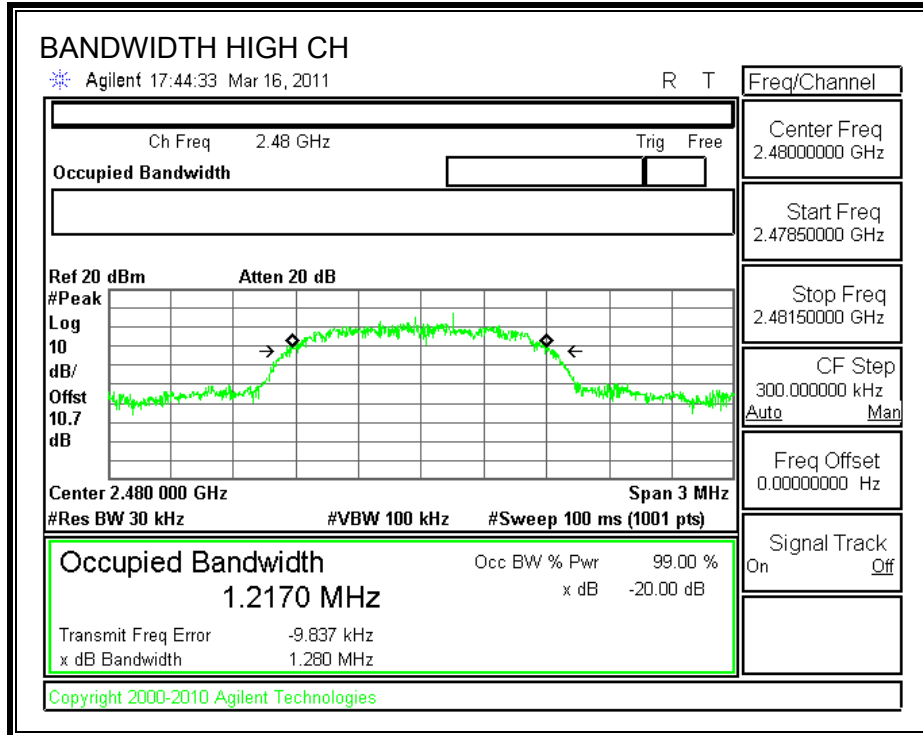 BANDWIDTH HIGH CH
Agilent 17:44:33 Mar 16, 2011 R T
Freq/Channel
Ch Freq 2.48 GHz Trig Free
Occupied Bandwidth
Center Freq
2.48000000 GHz
Start Freq
2.47850000 GHz
Stop Freq
2.48150000 GHz
CF Step
300.000000 kHz
Auto Man
Freq Offset
0.00000000 Hz
Signal Track
On Off
Ref 20 dBm Atten 20 dB
#Peak
Log
10
dB/
Offst
10.7
dB
Center 2.480 000 GHz Span 3 MHz
#Res BW 30 kHz #VBW 100 kHz #Sweep 100 ms (1001 pts)
Occupied Bandwidth Occ BW % Pwr 99.00 %
1.2170 MHz x dB -20.00 dB
Transmit Freq Error -9.837 kHz
x dB Bandwidth 1.280 MHz
Copyright 2000-2010 Agilent Technologies